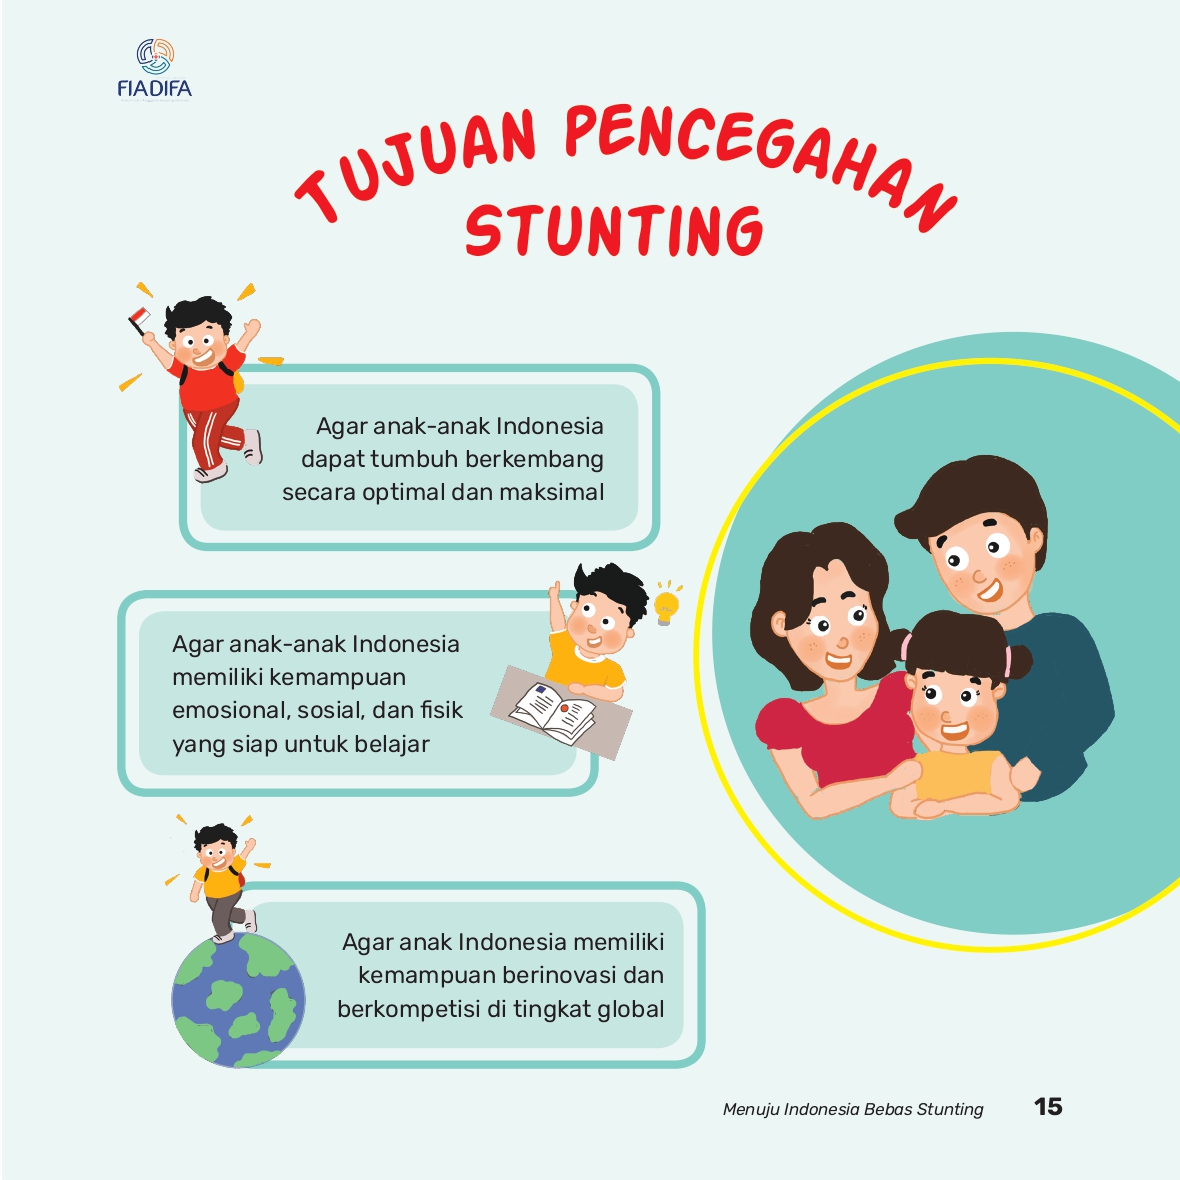 FIADIFA
TUJUAN PENCEGAHAN
STUNTING
Agar anak-anak Indonesia
dapat tumbuh berkembang
secara optimal dan maksimal
Agar anak-anak Indonesia
memiliki kemampuan
emosional, sosial, dan fisik
yang siap untuk belajar
Agar anak Indonesia memiliki
kemampuan berinovasi dan
berkompetisi di tingkat global
Menuju Indonesia Bebas Stunting 15